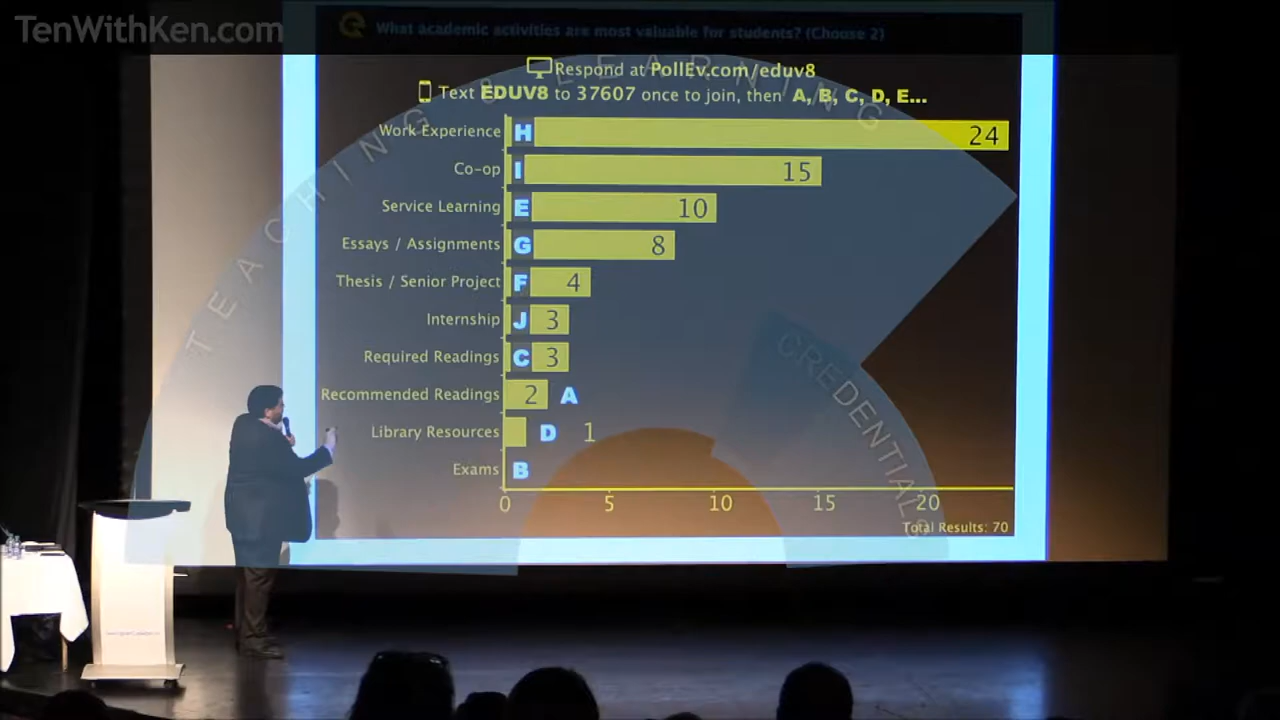 TenWithKen.com
What academic activities are most valuable for students? (Choose 2)
Respond at PollEv.com/eduv8
Text EDUV8 to 37607 once to join, then A, B, C, D, E...
TEACHING & LEARNING
Work Experience H 24
Co-op I 15
Service Learning E 10
Essays / Assignments G 8
Thesis / Senior Project F 4
Internship J 3
Required Readings C 3
Recommended Readings 2 A
Library Resources D 1
Exams B
0 5 10 15 20
Total Results: 70
CREDENTIALS